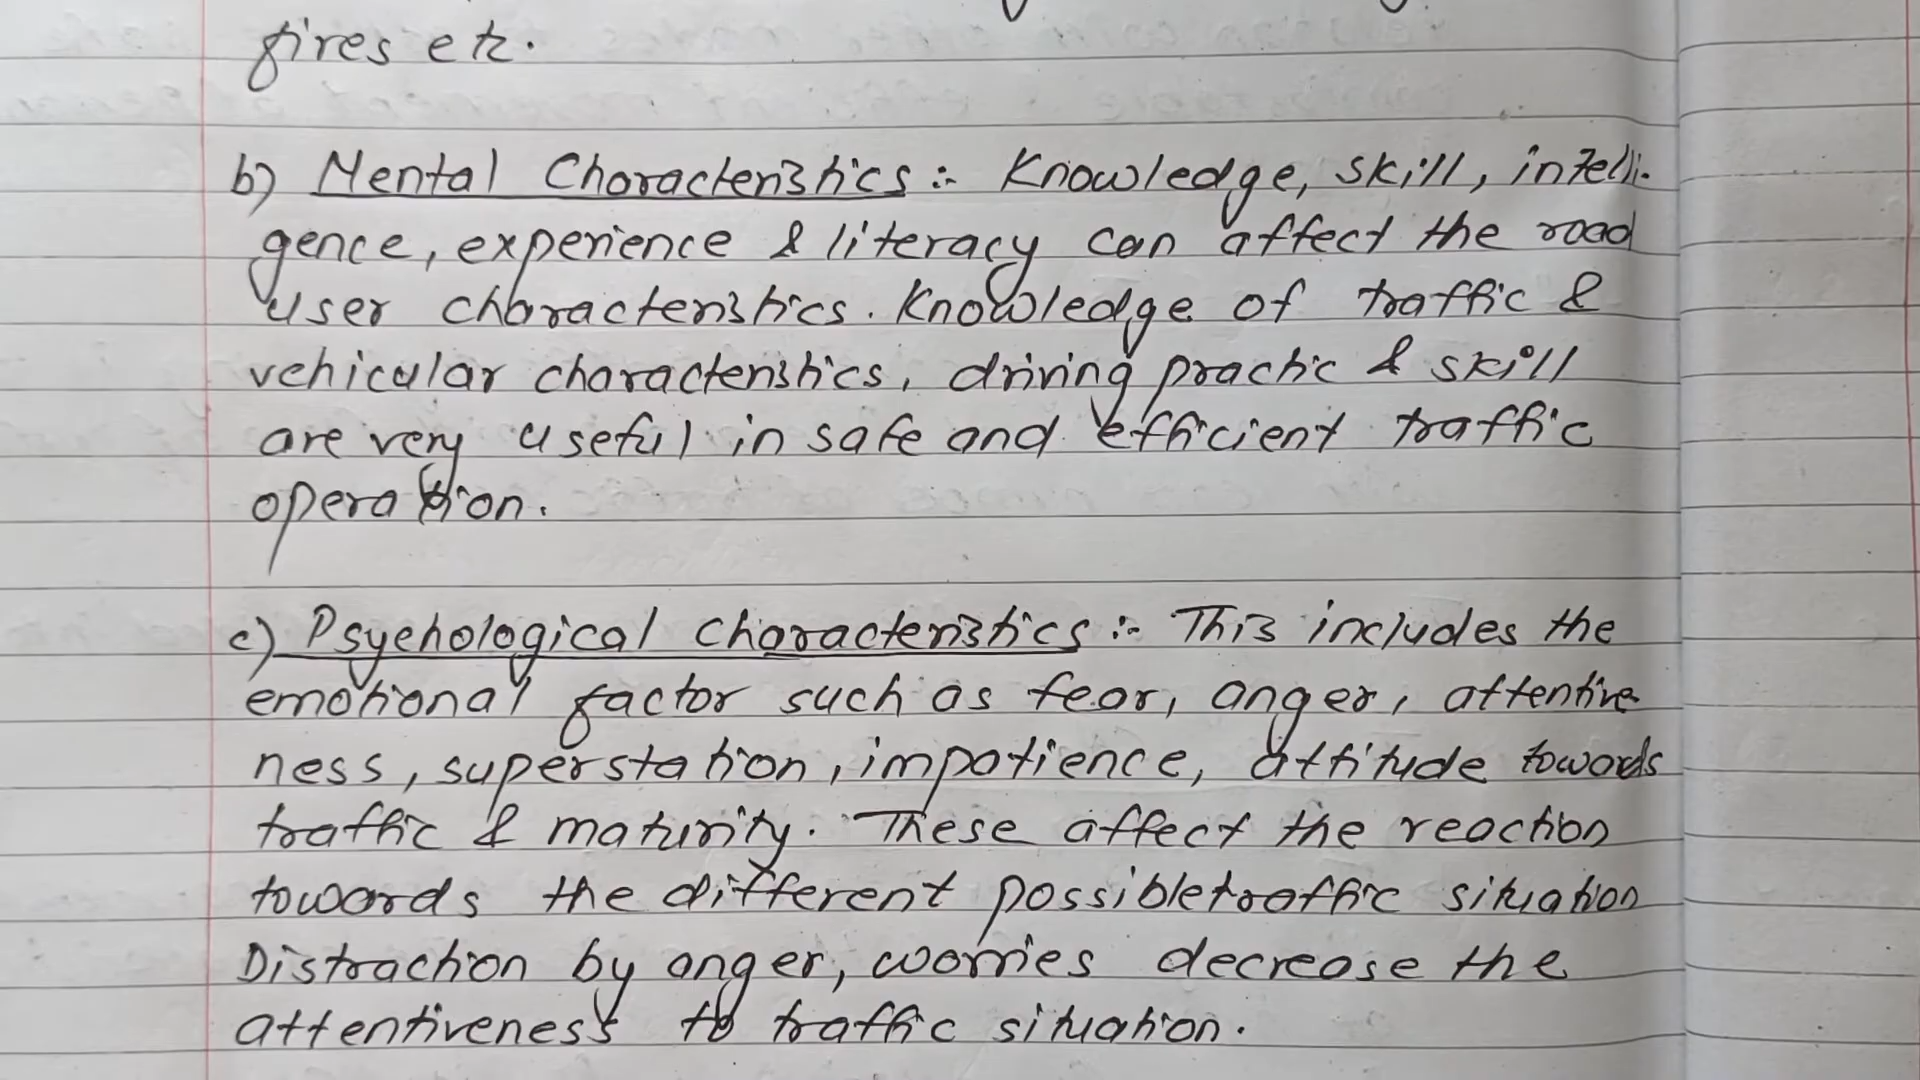 fires etc.
b) Mental Characteristics :- Knowledge, skill, intelli-
gence, experience & literacy can affect the road
user characteristics. Knowledge of traffic &
vehicular characteristics, driving practic & skill
are very useful in safe and efficient traffic
operation.
c) Psychological characteristics :- This includes the
emotional factor such as fear, anger, attentive
ness, superstation, impatience, attitude towards
traffic & maturity. These affect the reaction
towards the different possible traffic situation
Distraction by anger, worries decrease the
attentiveness to traffic situation.